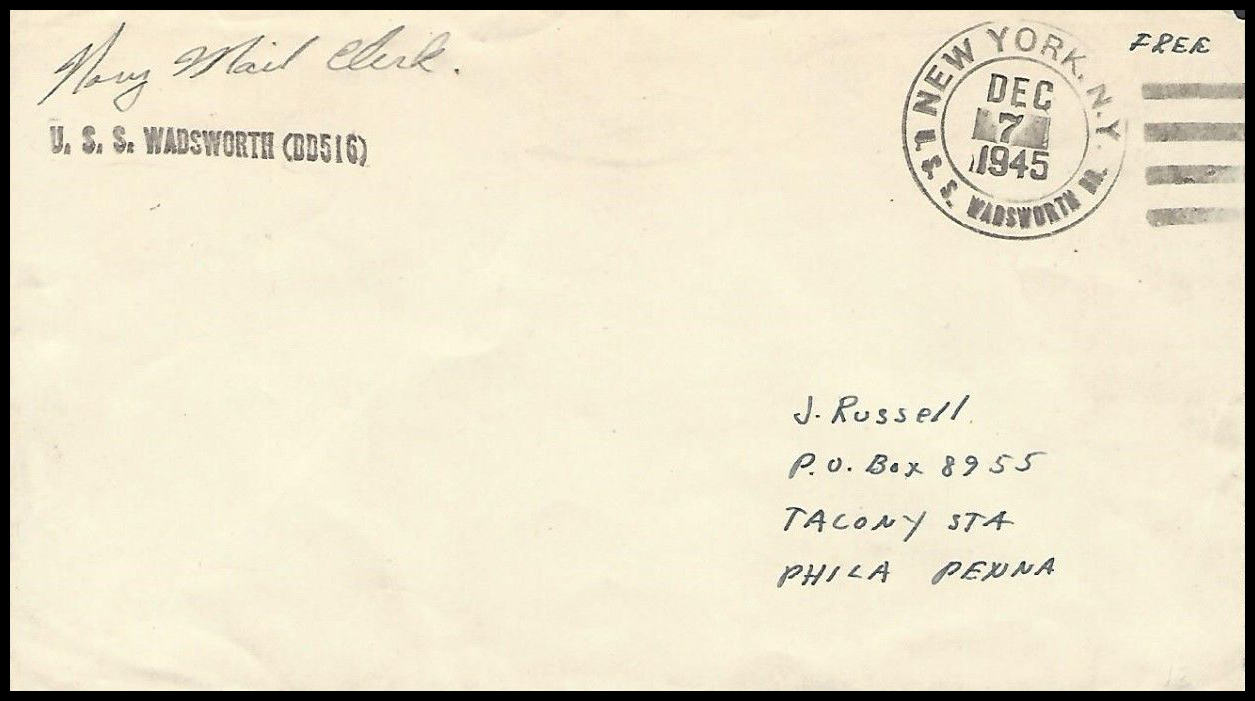 Navy Mail Clerk.
U. S. S. WADSWORTH (DD516)
NEW YORK, N.Y.
DEC
7
1945
U. S. S. WADSWORTH BR.
FREE
J. Russell
P.O. Box 8955
TACONY STA
PHILA PENNA